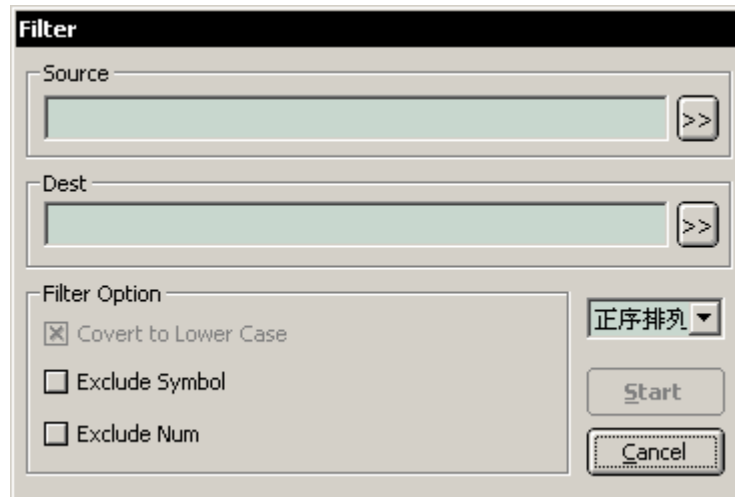 Filter
Source
>>
Dest
>>
Filter Option
Covert to Lower Case
正序排列
Exclude Symbol
Start
Exclude Num
Cancel